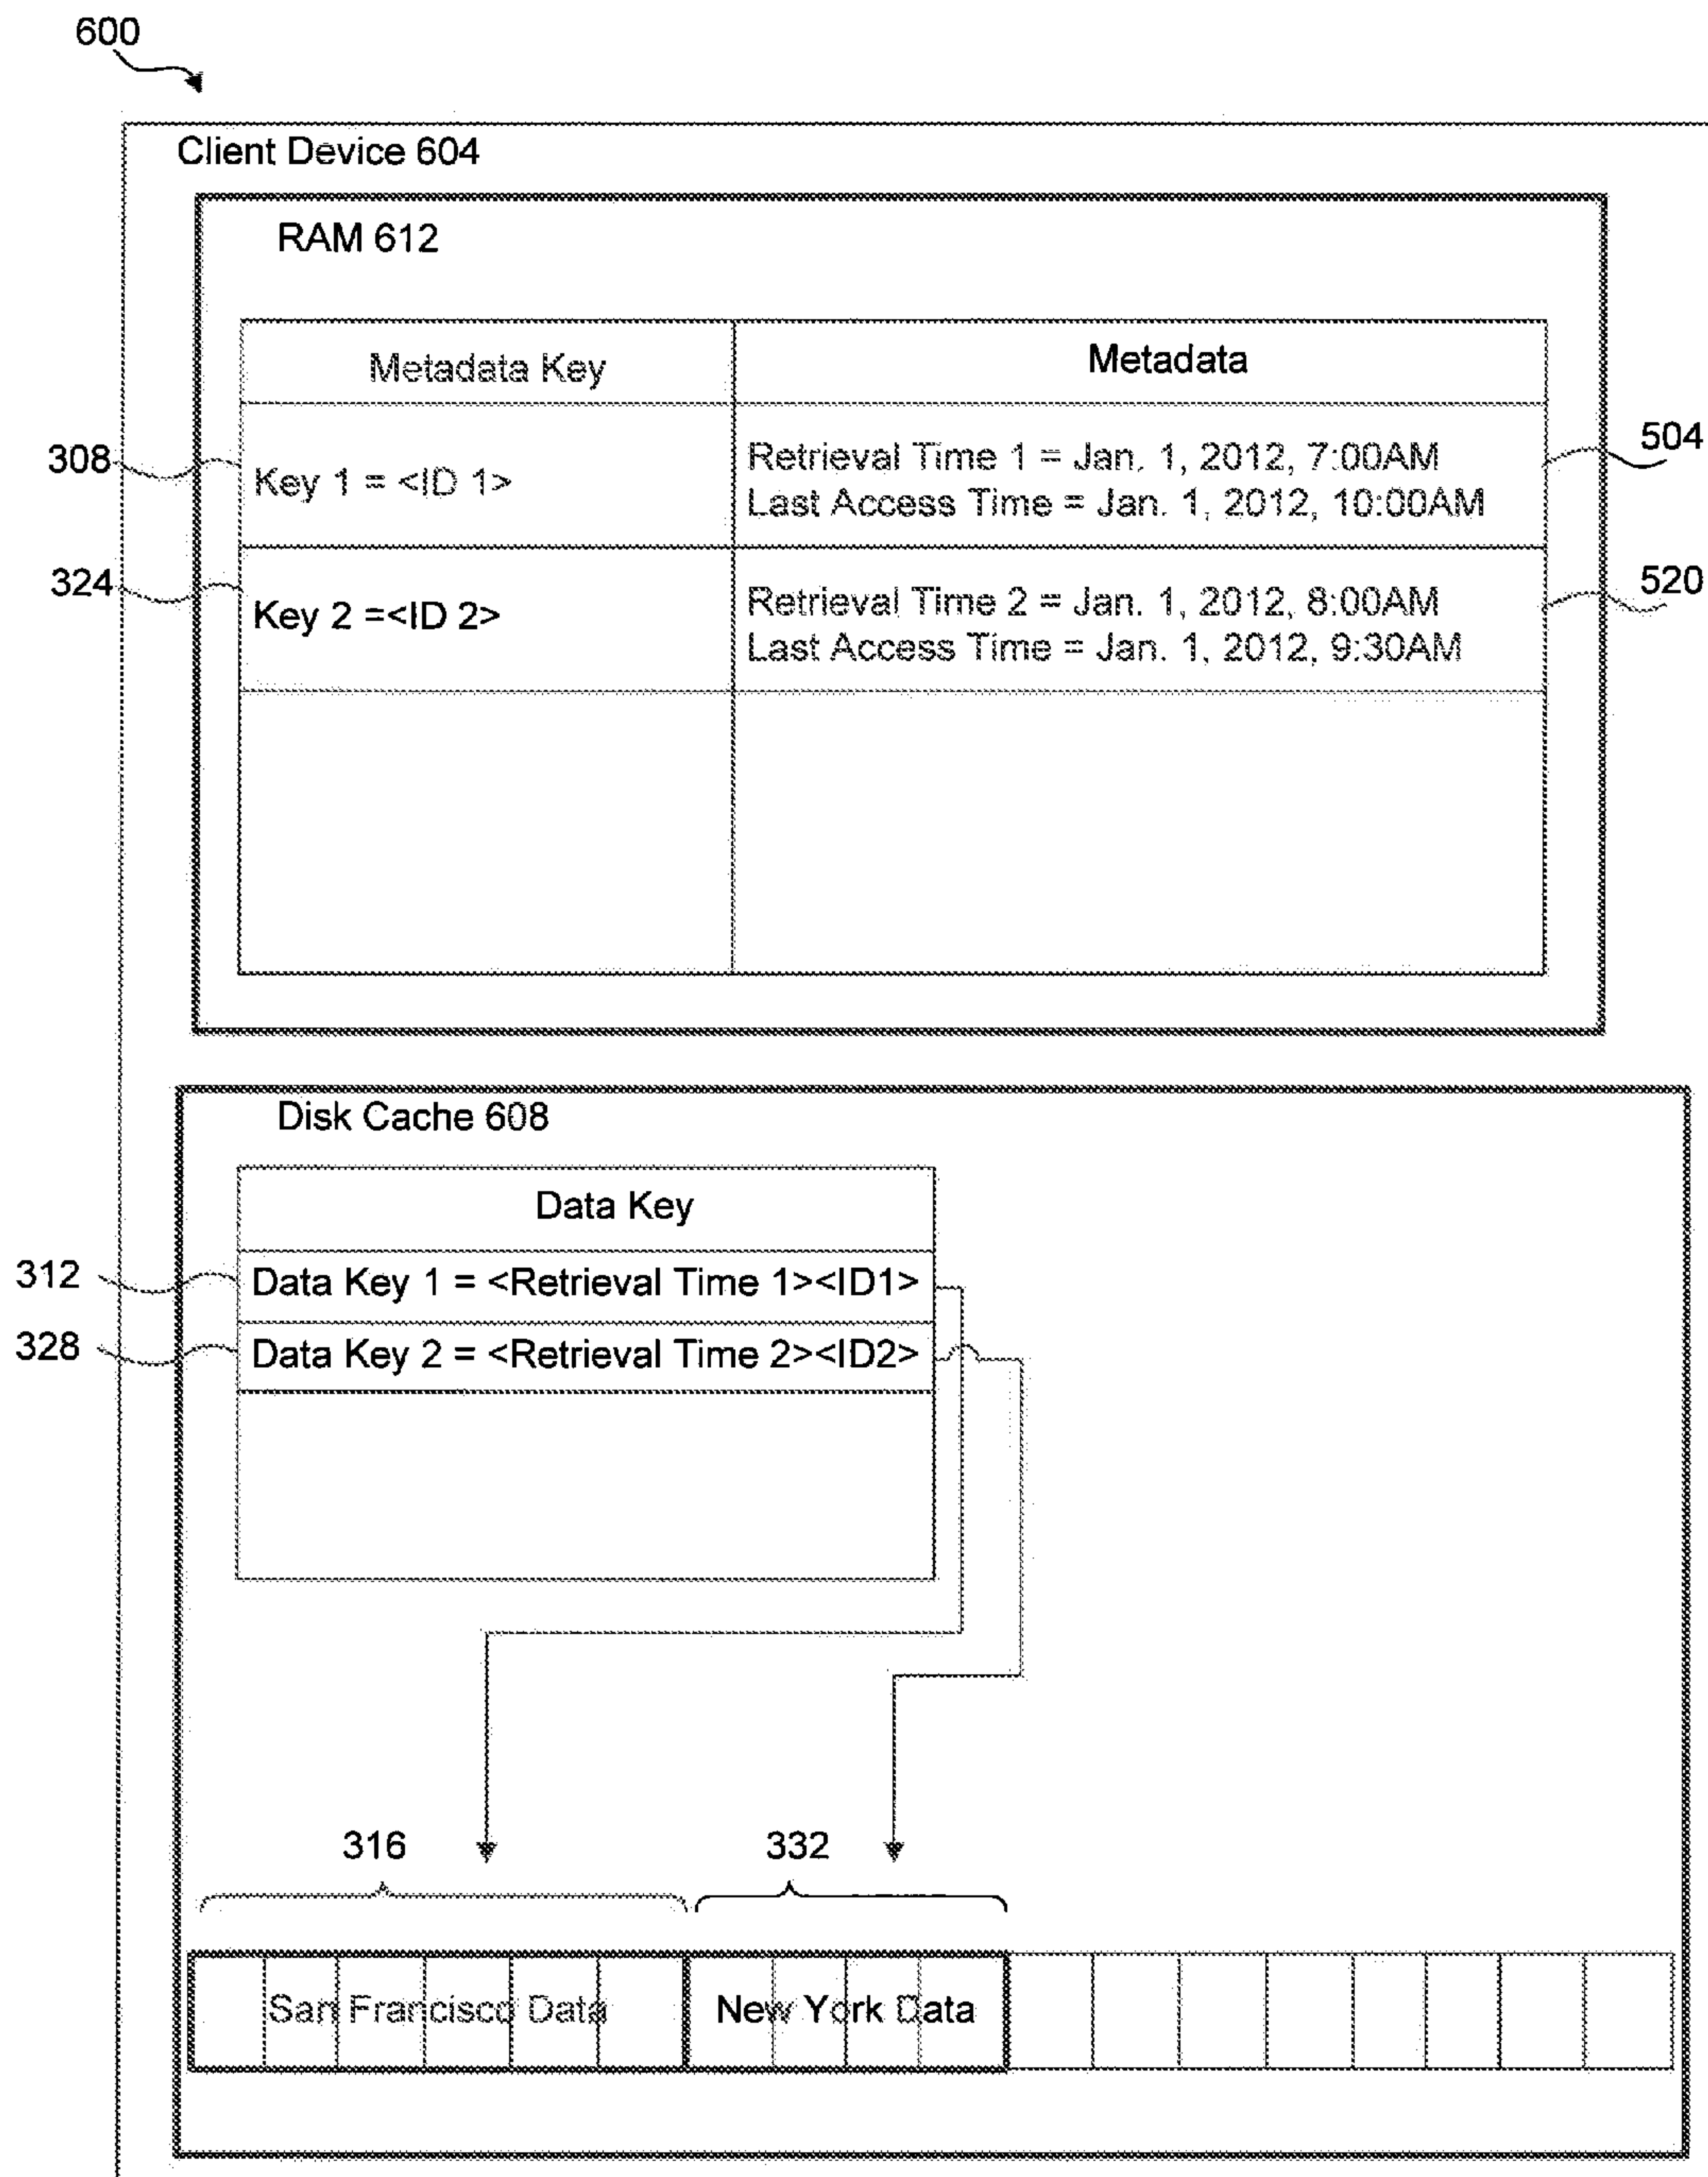 600
Client Device 604
RAM 612
Metadata Key
Metadata
308
Key 1 = <ID 1>
Retrieval Time 1 = Jan. 1, 2012, 7:00AM
Last Access Time = Jan. 1, 2012, 10:00AM
504
324
Key 2 =<ID 2>
Retrieval Time 2 = Jan. 1, 2012, 8:00AM
Last Access Time = Jan. 1, 2012, 9:30AM
520
Disk Cache 608
Data Key
312
Data Key 1 = <Retrieval Time 1><ID1>
328
Data Key 2 = <Retrieval Time 2><ID2>
316
332
San Francisco Data
New York Data